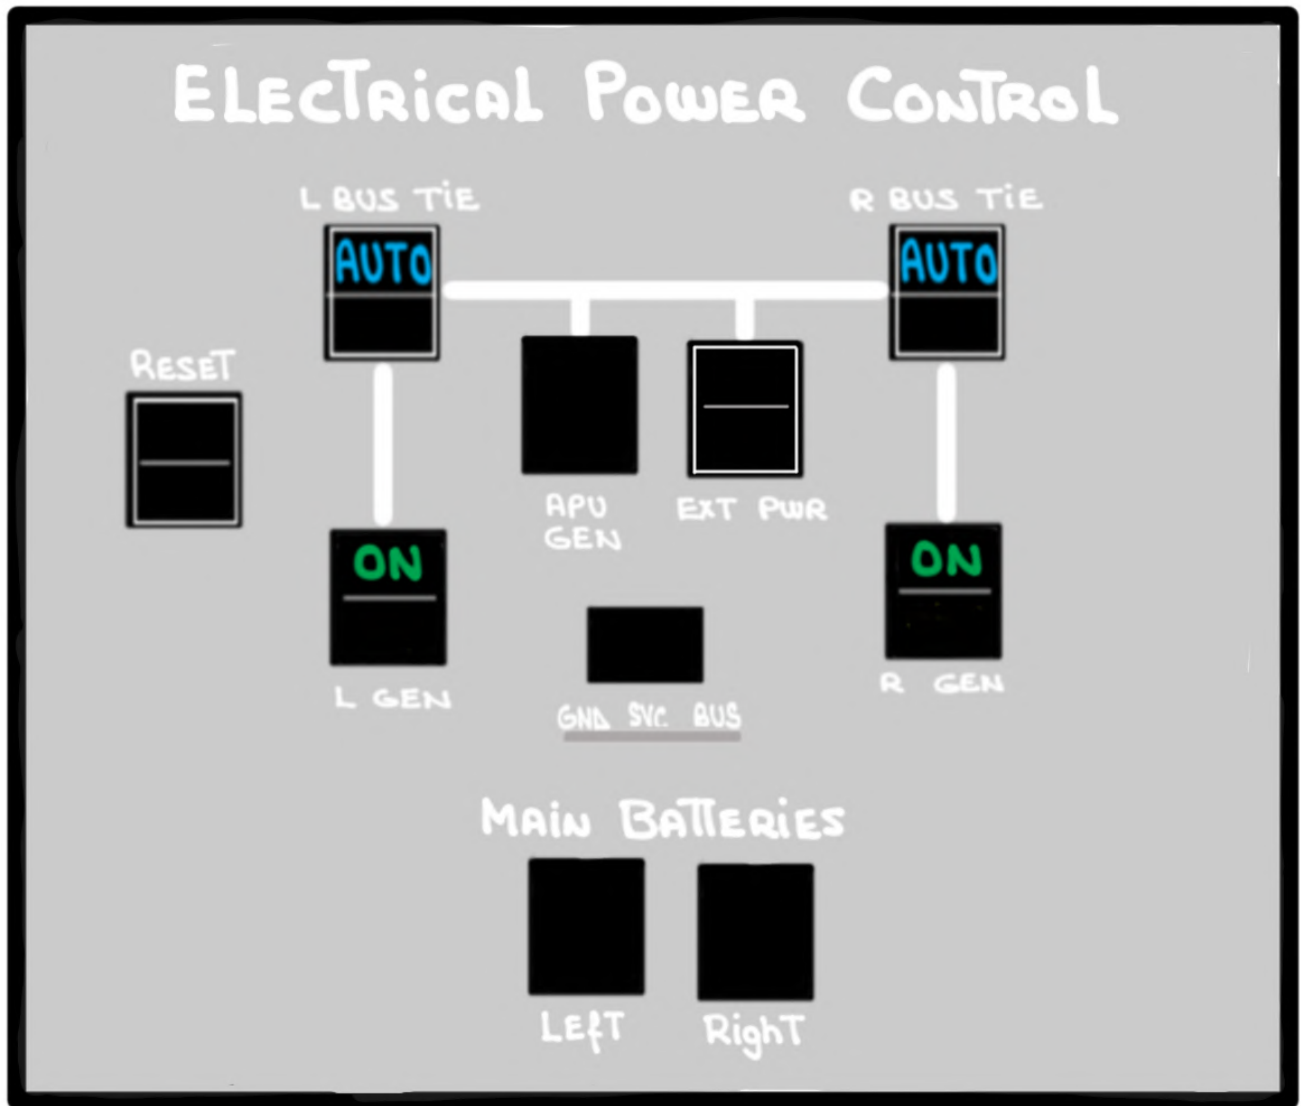 ELECTRICAL POWER CONTROL
L BUS TiE
R BUS TiE
AUTO
AUTO
RESET
APU
GEN
EXT PWR
ON
ON
L GEN
R GEN
GND SVC BUS
MAiN BATTERiES
LEfT
RighT